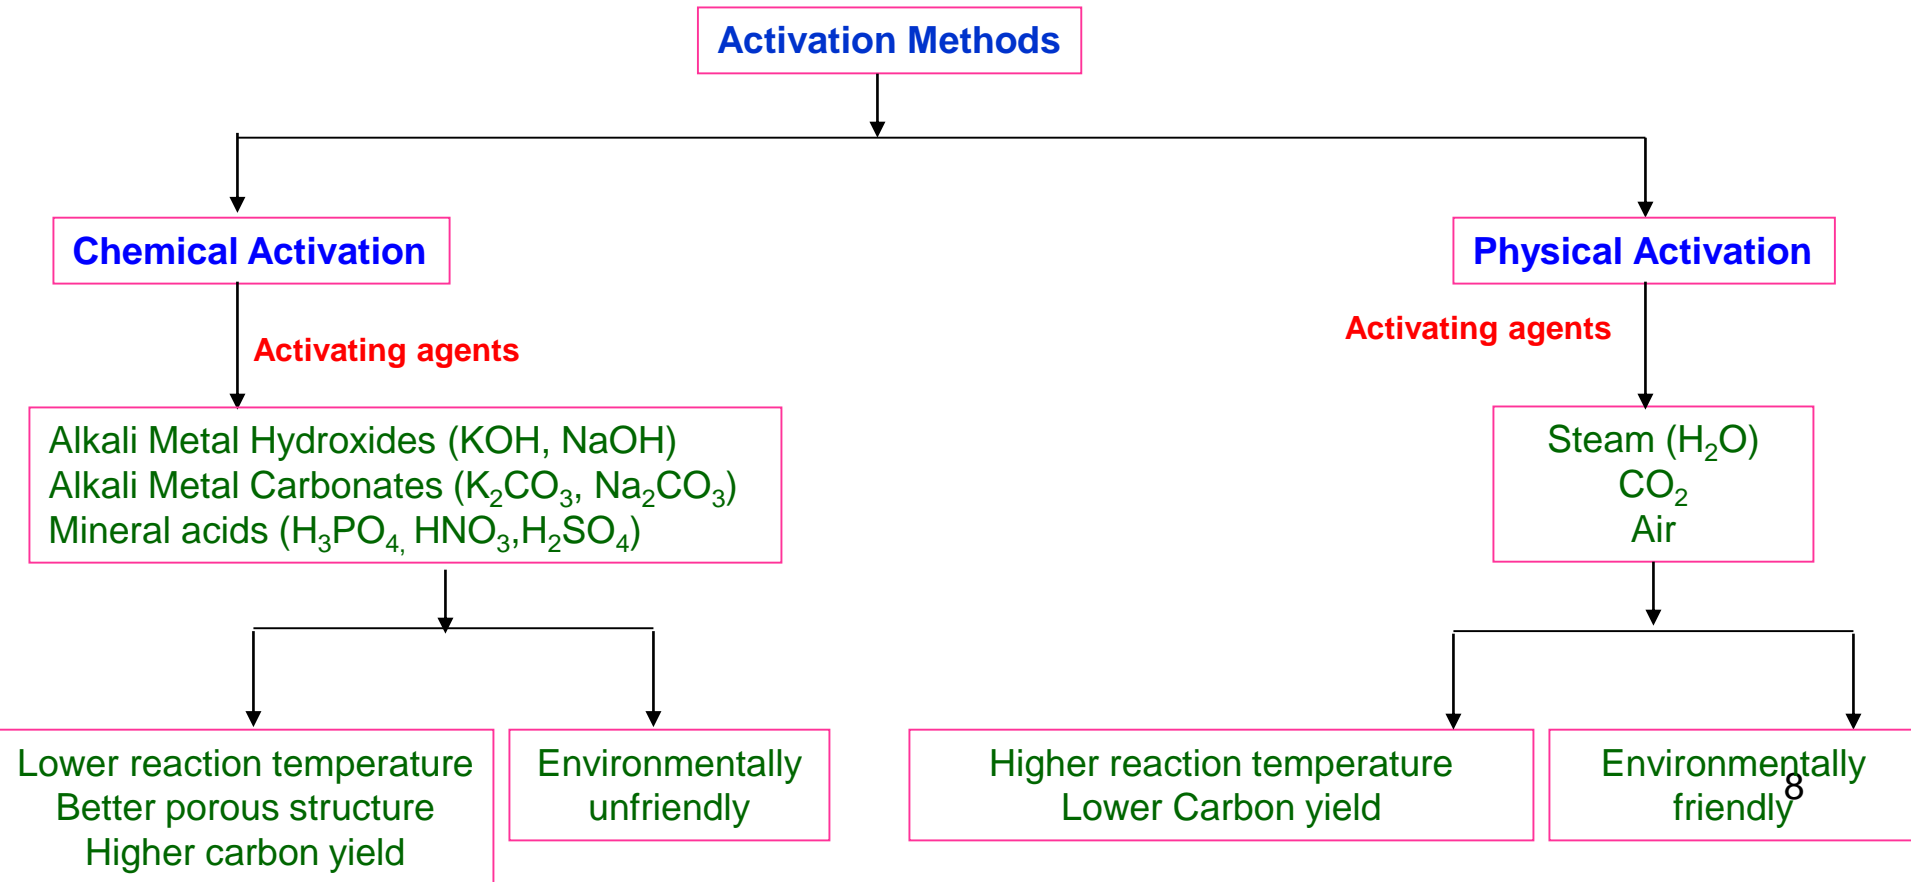 Activation Methods
Chemical Activation
Physical Activation
Activating agents
Activating agents
Alkali Metal Hydroxides (KOH, NaOH)
Alkali Metal Carbonates (K₂CO₃, Na₂CO₃)
Mineral acids (H₃PO₄, HNO₃,H₂SO₄)
Steam (H₂O)
CO₂
Air
Lower reaction temperature
Better porous structure
Higher carbon yield
Environmentally
unfriendly
Higher reaction temperature
Lower Carbon yield
Environmentally
friendly
8